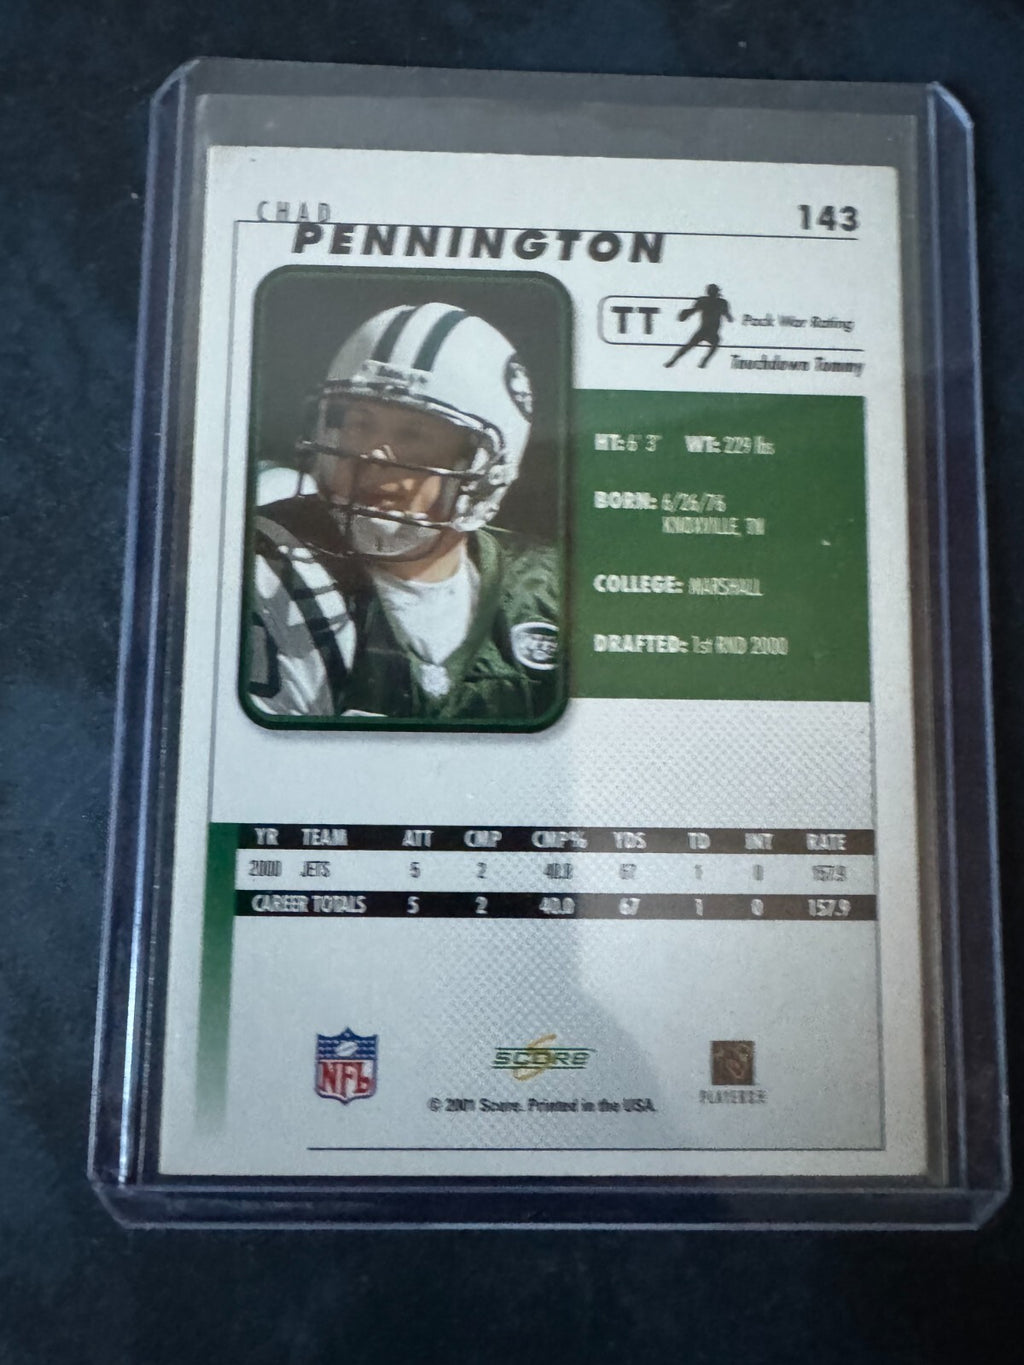 CHAD
143
PENNINGTON
TT
Pack War Rating
Touchdown Tommy
HT: 6' 3" WT: 229 lbs
BORN: 6/26/76
KNOXVILLE, TN
COLLEGE: MARSHALL
DRAFTED: 1st RND 2000
YR TEAM ATT CMP CMP% YDS TD INT RATE
2000 JETS 5 2 40.0 67 1 0 157.9
CAREER TOTALS 5 2 40.0 67 1 0 157.9
NFL
SCORE
PLAYERS
© 2001 Score. Printed in the USA.